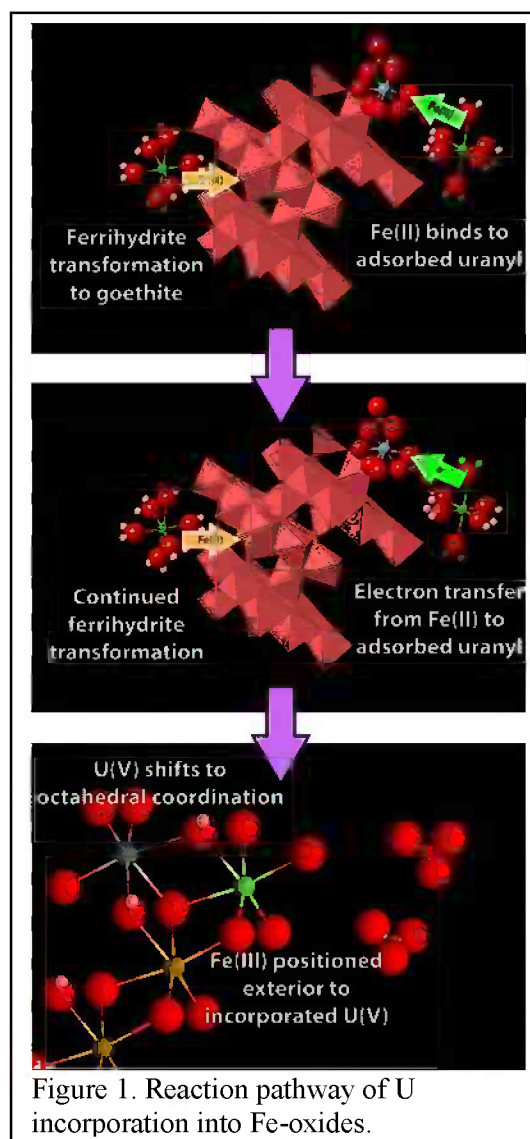 Ferrihydrite
transformation
to goethite
Fe(II) binds to
adsorbed uranyl
Continued
ferrihydrite
transformation
Fe(II)
Electron transfer
from Fe(II) to
adsorbed uranyl
U(V) shifts to
octahedral coordination
Fe(III) positioned
exterior to
incorporated U(V)
Figure 1. Reaction pathway of U
incorporation into Fe-oxides.